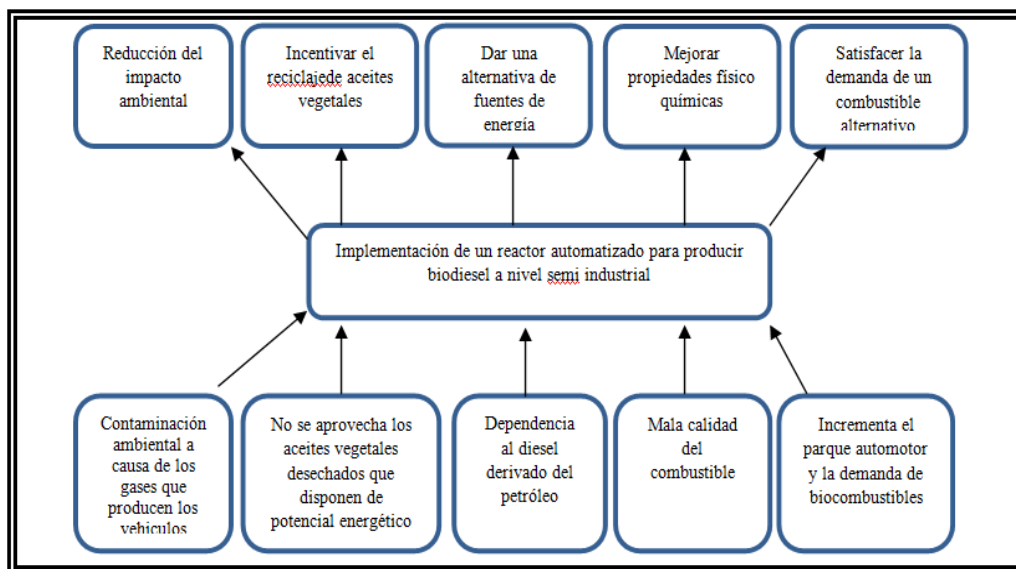 Reducción del
impacto
ambiental
Incentivar el
reciclajede aceites
vegetales
Dar una
alternativa de
fuentes de
energía
Mejorar
propiedades físico
químicas
Satisfacer la
demanda de un
combustible
alternativo
Implementación de un reactor automatizado para producir
biodiesel a nivel semi industrial
Contaminación
ambiental a
causa de los
gases que
producen los
vehiculos
No se aprovecha los
aceites vegetales
desechados que
disponen de
potencial energético
Dependencia
al diesel
derivado del
petróleo
Mala calidad
del
combustible
Incrementa el
parque automotor
y la demanda de
biocombustibles